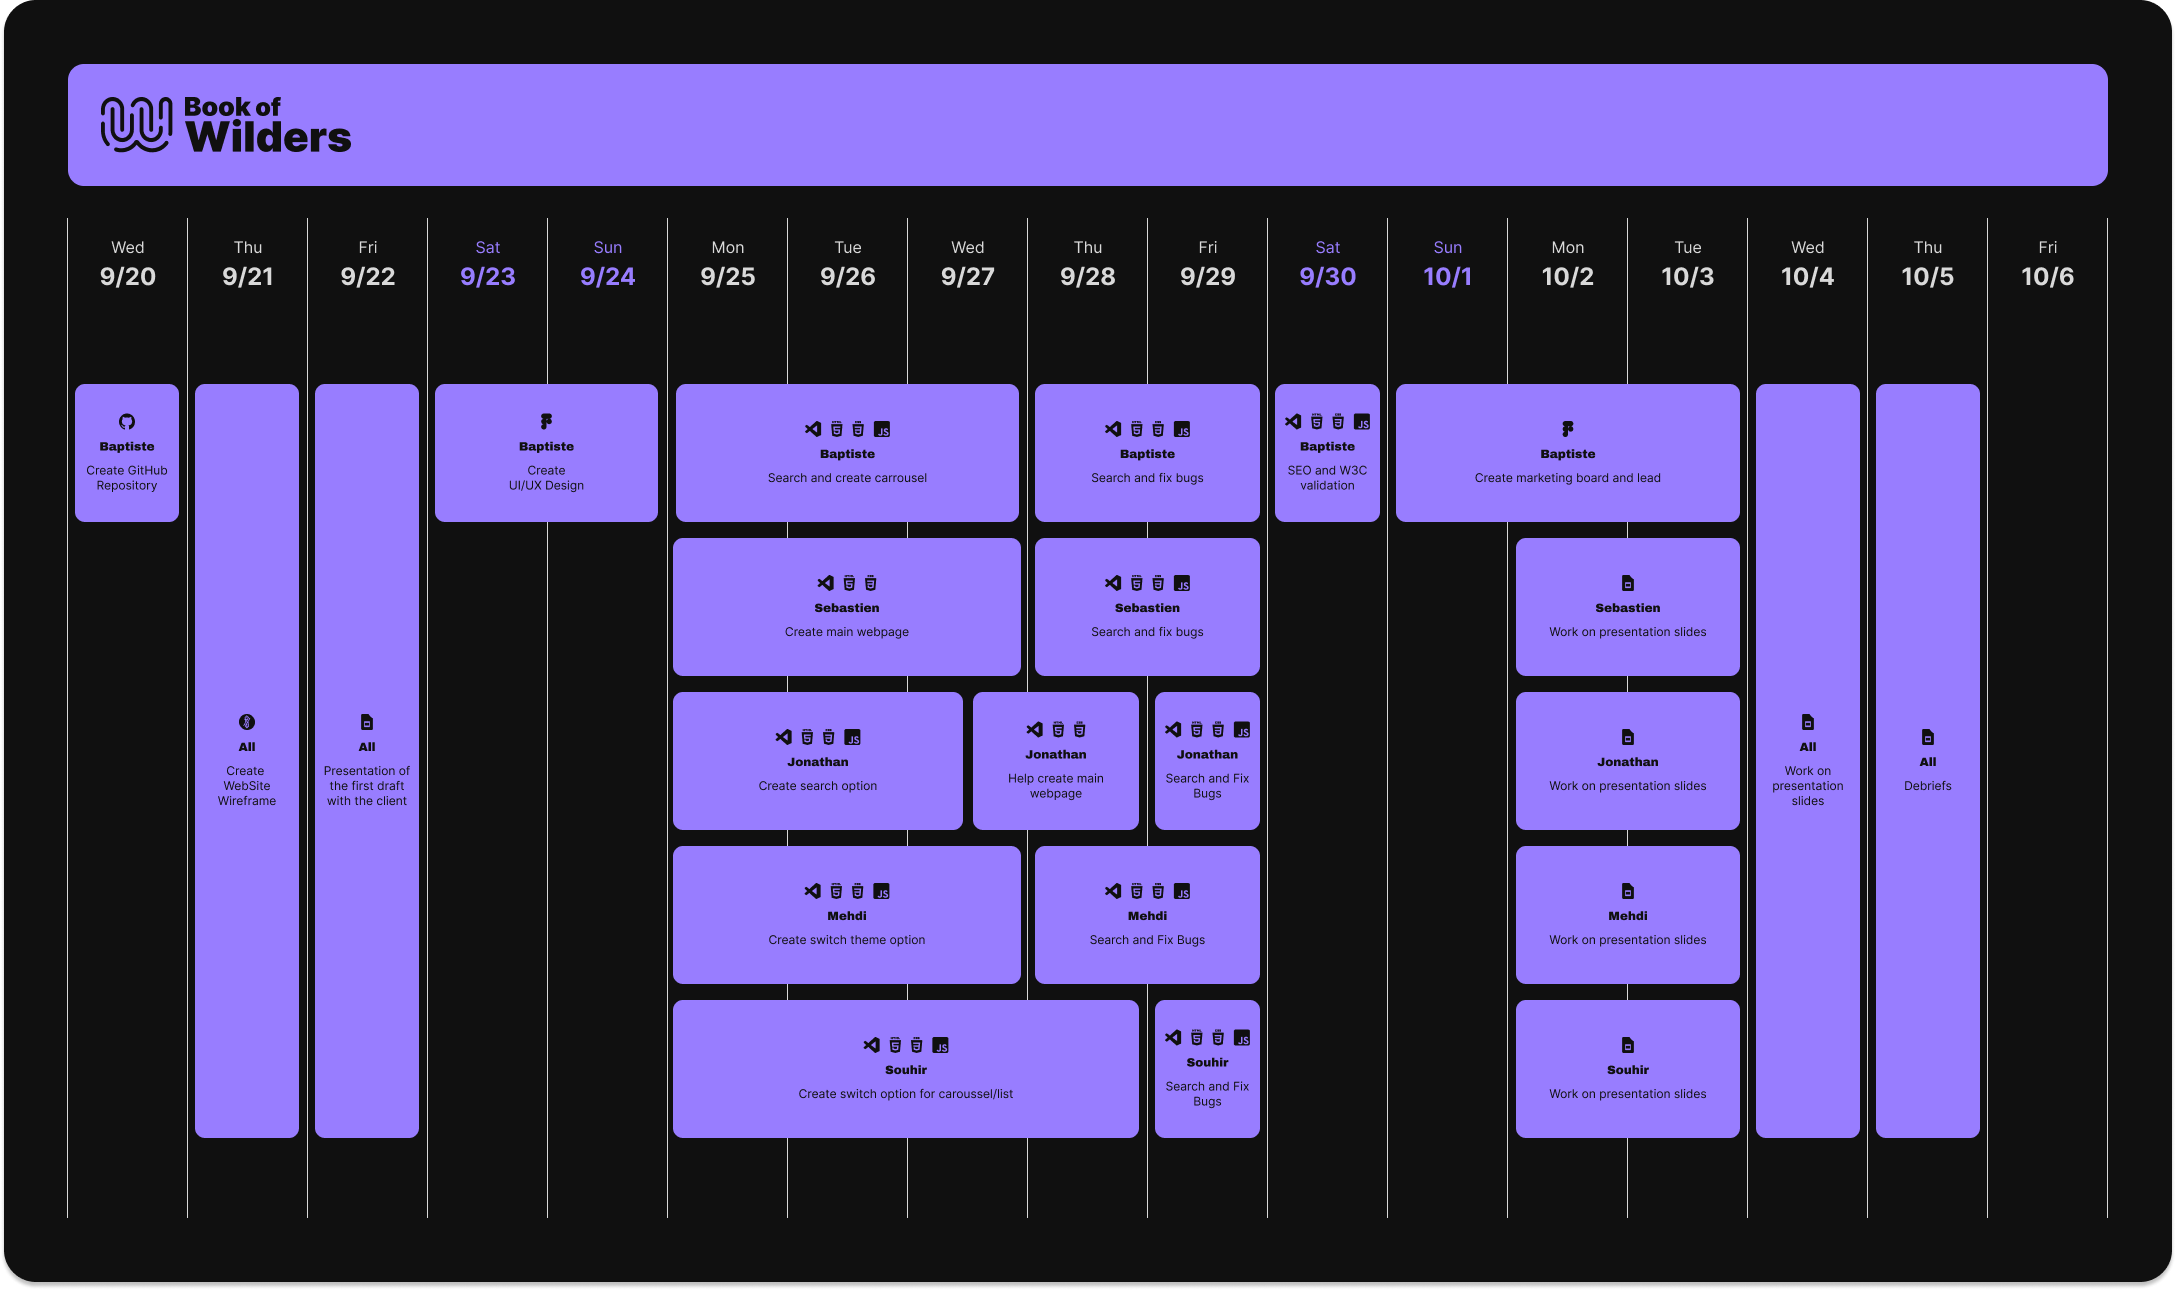 Book of
Wilders
Wed
9/20
Thu
9/21
Fri
9/22
Sat
9/23
Sun
9/24
Mon
9/25
Tue
9/26
Wed
9/27
Thu
9/28
Fri
9/29
Sat
9/30
Sun
10/1
Mon
10/2
Tue
10/3
Wed
10/4
Thu
10/5
Fri
10/6
Baptiste
Create GitHub
Repository
All
Create
WebSite
Wireframe
All
Presentation of
the first draft
with the client
Baptiste
Create
UI/UX Design
JS
Baptiste
Search and create carrousel
JS
Baptiste
Search and fix bugs
JS
Baptiste
SEO and W3C
validation
Baptiste
Create marketing board and lead
Sebastien
Create main webpage
JS
Sebastien
Search and fix bugs
Sebastien
Work on presentation slides
JS
Jonathan
Create search option
Jonathan
Help create main
webpage
JS
Jonathan
Search and Fix
Bugs
Jonathan
Work on presentation slides
JS
Mehdi
Create switch theme option
JS
Mehdi
Search and Fix Bugs
Mehdi
Work on presentation slides
JS
Souhir
Create switch option for caroussel/list
JS
Souhir
Search and Fix
Bugs
Souhir
Work on presentation slides
All
Work on
presentation
slides
All
Debriefs